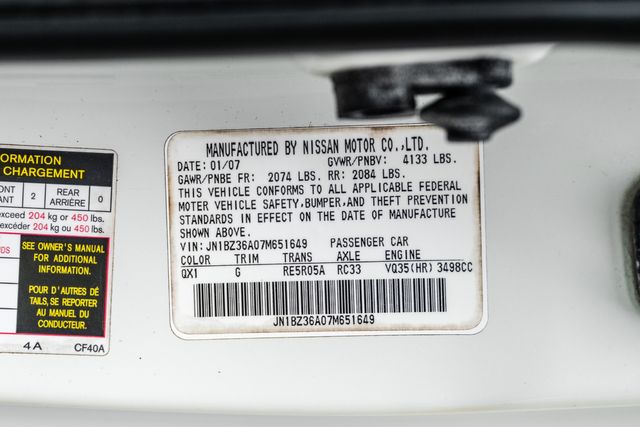 ORMATION
CHARGEMENT
ONT
ANT
2
REAR
ARRIÈRE
0
exceed 204 kg or 450 lbs.
excéder 204 kg ou 450 lbs.
SEE OWNER'S MANUAL
FOR ADDITIONAL
INFORMATION.
POUR D'AUTRES DÉ
TAILS, SE REPORTER
AU MANUEL DU
CONDUCTEUR.
4A CF40A
MANUFACTURED BY NISSAN MOTOR CO.,LTD.
DATE: 01/07 GVWR/PNBV: 4133 LBS.
GAWR/PNBE FR: 2074 LBS. RR: 2084 LBS.
THIS VEHICLE CONFORMS TO ALL APPLICABLE FEDERAL
MOTOR VEHICLE SAFETY,BUMPER,AND THEFT PREVENTION
STANDARDS IN EFFECT ON THE DATE OF MANUFACTURE
SHOWN ABOVE.
VIN: JN1BZ36A07M651649 PASSENGER CAR
COLOR TRIM TRANS AXLE ENGINE
QX1 G RE5R05A RC33 VQ35(HR) 3498CC
JN1BZ36A07M651649